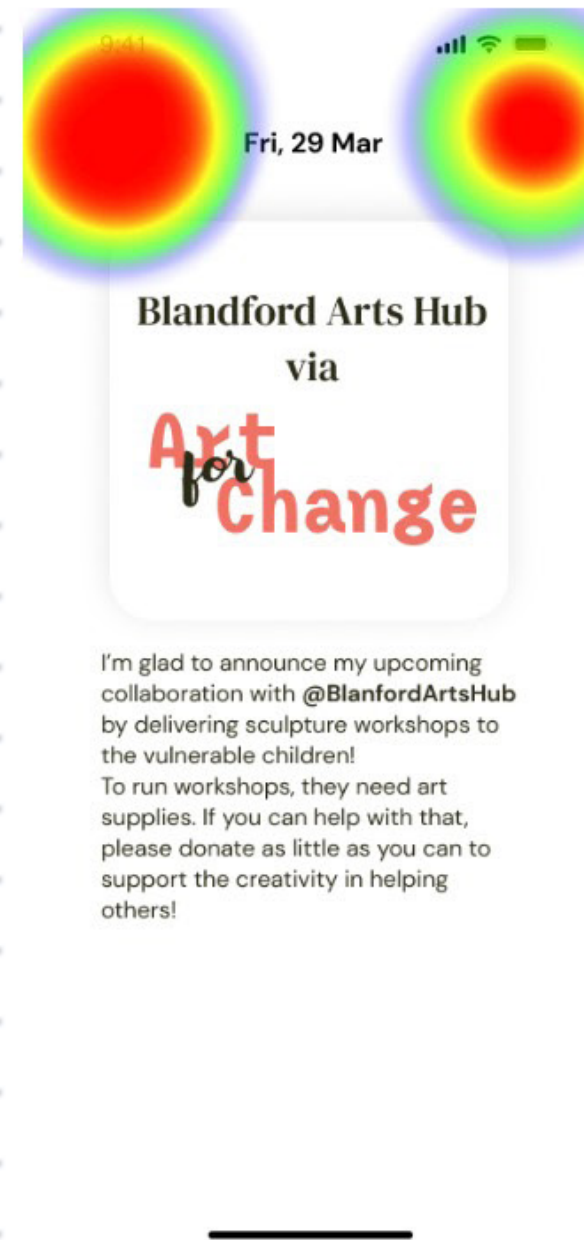 9:41
Fri, 29 Mar
Blandford Arts Hub
via
Art
for
Change
I'm glad to announce my upcoming
collaboration with @BlanfordArtsHub
by delivering sculpture workshops to
the vulnerable children!
To run workshops, they need art
supplies. If you can help with that,
please donate as little as you can to
support the creativity in helping
others!